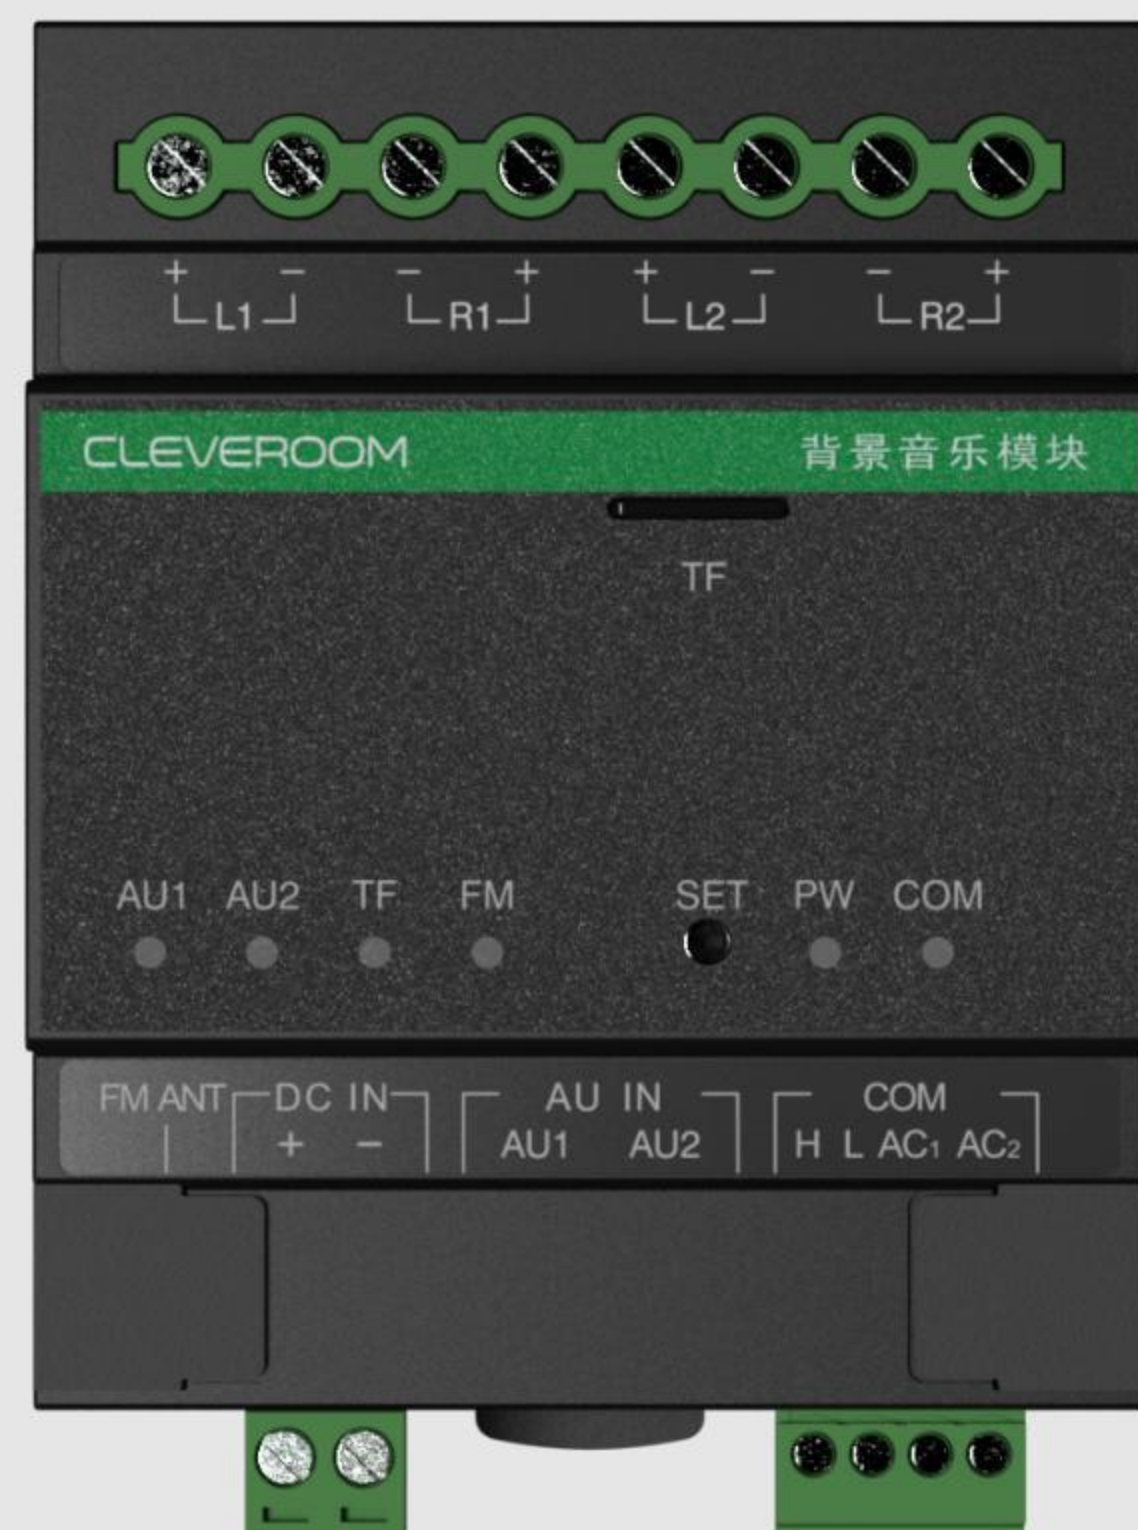 + − − + + − − +
L1 R1 L2 R2
CLEVEROOM 背景音乐模块
TF
AU1 AU2 TF FM SET PW COM
FM ANT DC IN AU IN COM
+ − AU1 AU2 H L AC1 AC2